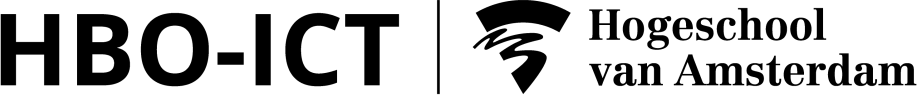 HBO-ICT
Hogeschool
van Amsterdam